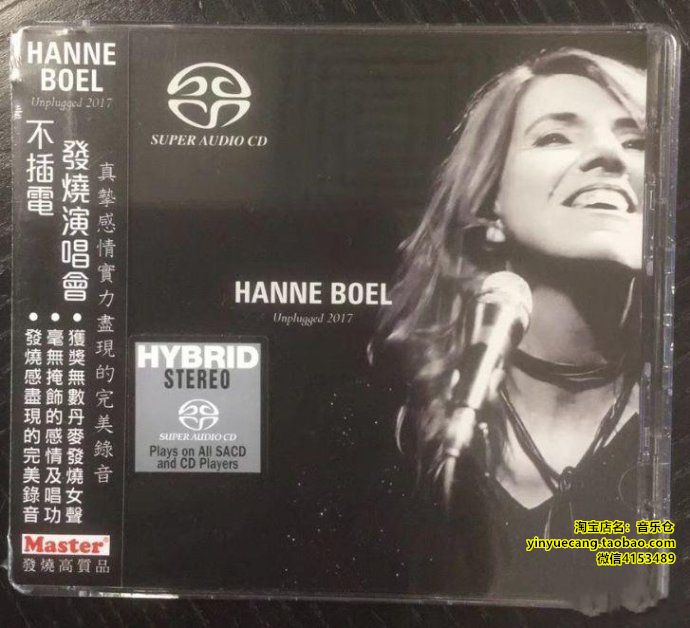 HANNE
BOEL
Unplugged 2017
不插電
發燒演唱會
真摯感情實力盡現的完美錄音
• 獲獎無數丹麥發燒女聲
• 毫無掩飾的感情及唱功
• 發燒感盡現的完美錄音
Master®
發燒高質品
SUPER AUDIO CD
HANNE BOEL
Unplugged 2017
HYBRID
STEREO
SUPER AUDIO CD
Plays on All SACD
and CD Players
淘宝店名：音乐仓
yinyuecang.taobao.com
微信4153489